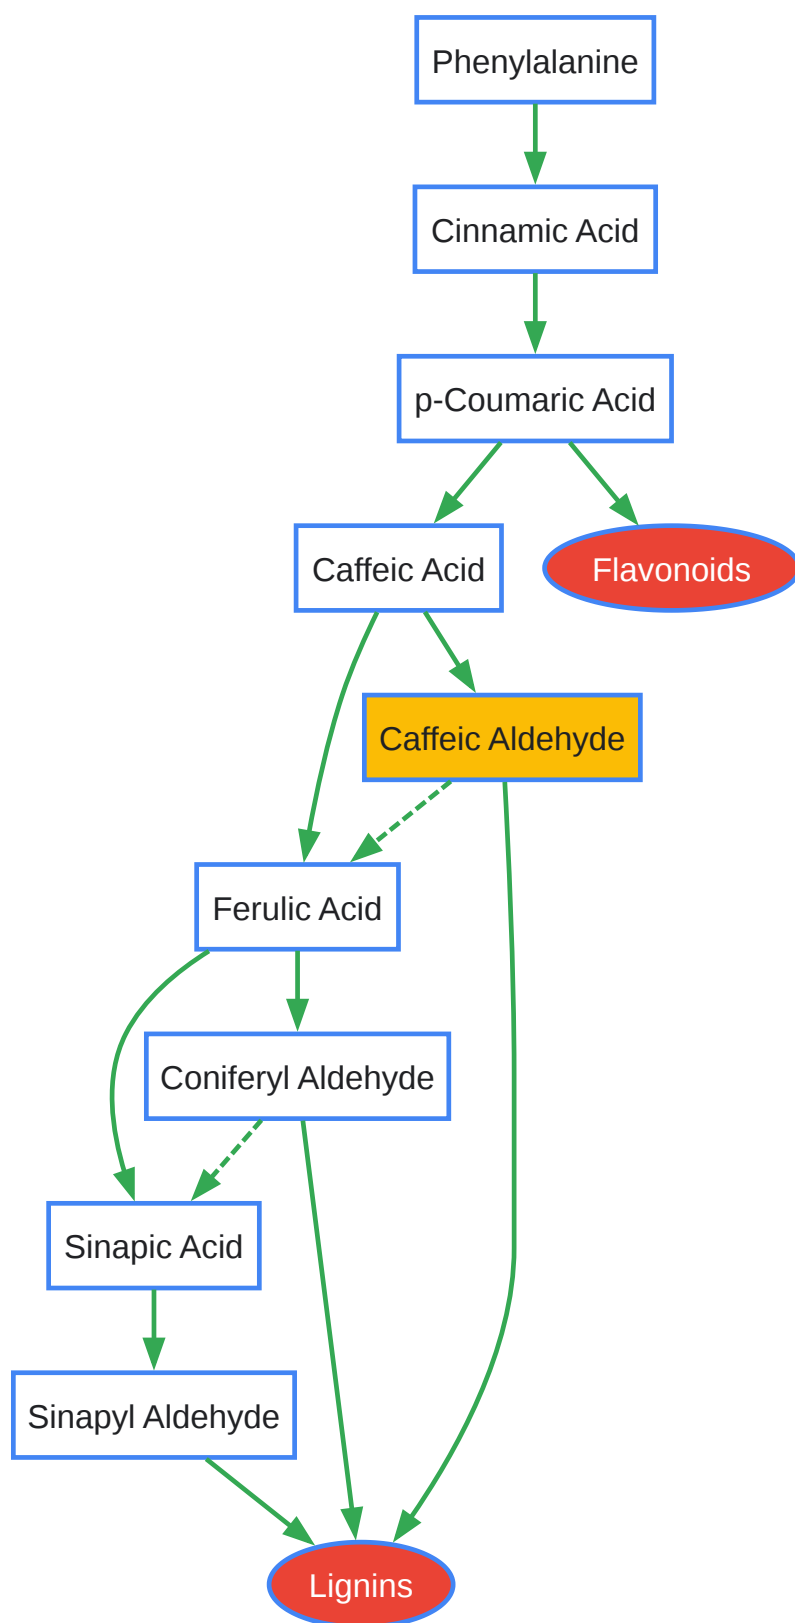 Phenylalanine
Cinnamic Acid
p-Coumaric Acid
Caffeic Acid
Flavonoids
Caffeic Aldehyde
Ferulic Acid
Coniferyl Aldehyde
Sinapic Acid
Sinapyl Aldehyde
Lignins